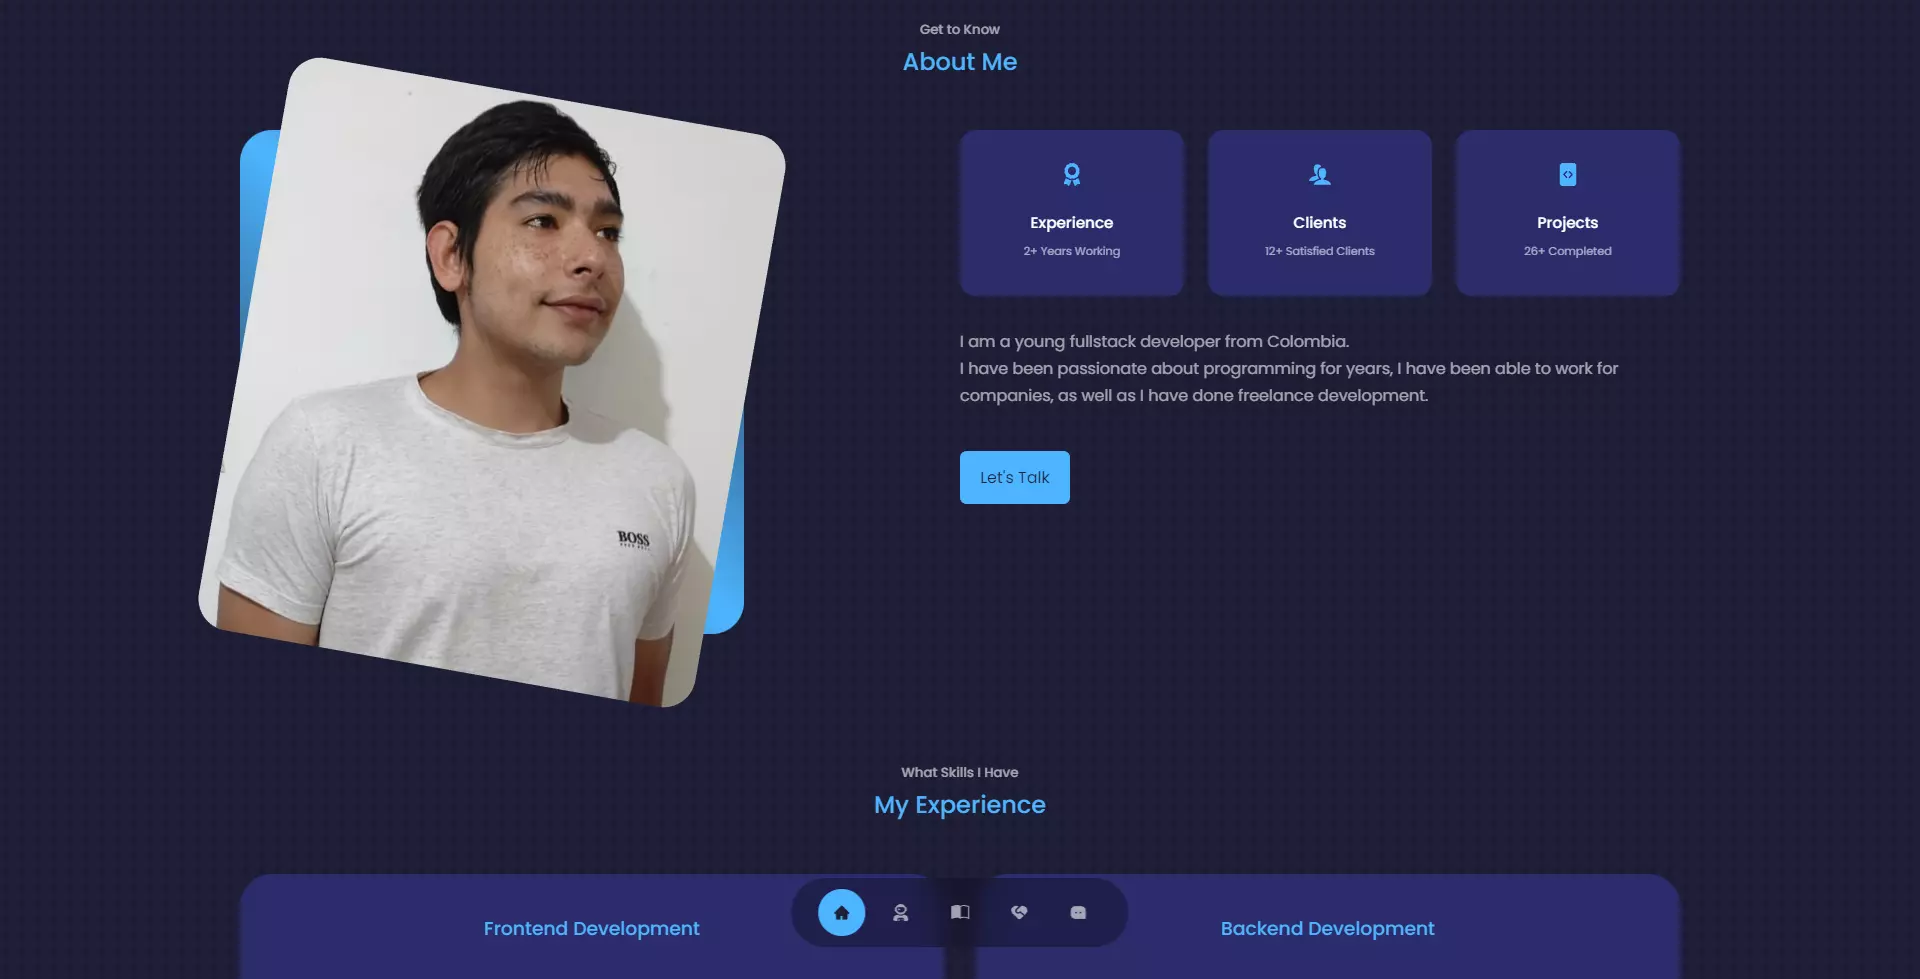 Get to Know
About Me
BOSS
Experience
2+ Years Working
Clients
12+ Satisfied Clients
Projects
26+ Completed
I am a young fullstack developer from Colombia.
I have been passionate about programming for years, I have been able to work for
companies, as well as I have done freelance development.
Let's Talk
What Skills I Have
My Experience
Frontend Development
Backend Development